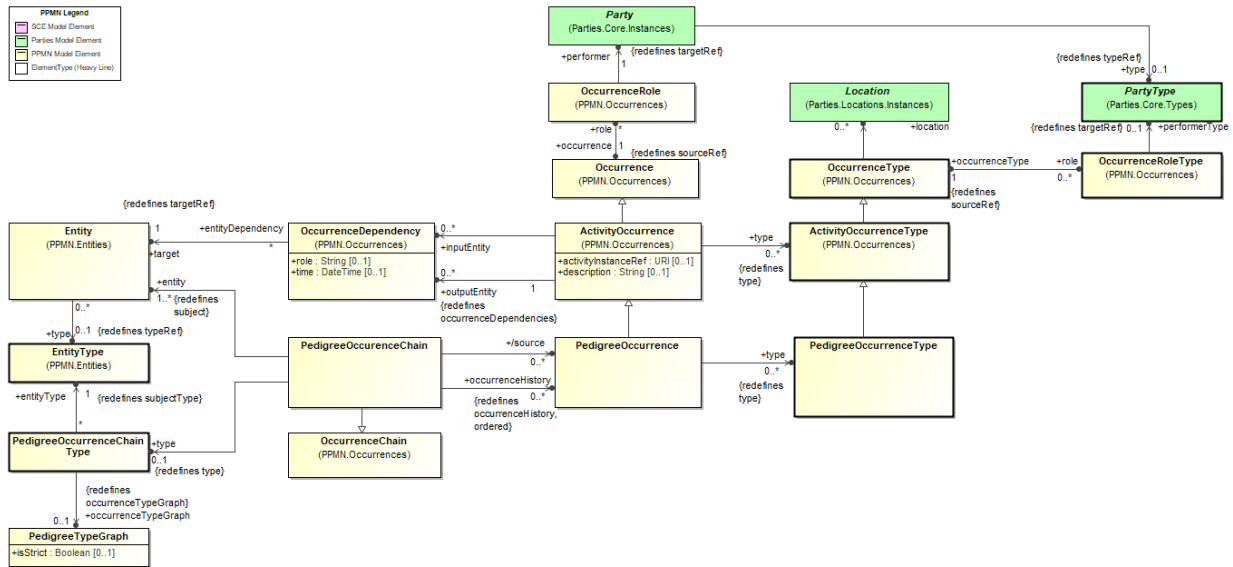 PPMN Legend
SCE Model Element
Parties Model Element
PPMN Model Element
ElementType (Heavy Line)
Party
(Parties.Core.Instances)
+performer
{redefines targetRef}
1
{redefines typeRef}
+type
0..1
OccurrenceRole
(PPMN.Occurrences)
Location
(Parties.Locations.Instances)
PartyType
(Parties.Core.Types)
+role
*
+occurrence
1
{redefines sourceRef}
0..*
+location
{redefines targetRef}
0..1
+performerType
Occurrence
(PPMN.Occurrences)
OccurrenceType
(PPMN.Occurrences)
+occurrenceType
+role
1
0..*
{redefines
sourceRef}
OccurrenceRoleType
(PPMN.Occurrences)
{redefines targetRef}
Entity
(PPMN.Entities)
1
+entityDependency
+target
*
OccurrenceDependency
(PPMN.Occurrences)
+role : String [0..1]
+time : DateTime [0..1]
0..*
+inputEntity
0..*
+outputEntity
1
{redefines
occurrenceDependencies}
ActivityOccurrence
(PPMN.Occurrences)
+activityInstanceRef : URI [0..1]
+description : String [0..1]
+type
0..*
{redefines
type}
ActivityOccurrenceType
(PPMN.Occurrences)
+entity
1..*
{redefines
subject}
0..*
+type
0..1
{redefines typeRef}
EntityType
(PPMN.Entities)
+entityType
1
{redefines subjectType}
*
PedigreeOccurenceChain
+/source
0..*
+occurrenceHistory
0..*
{redefines
occurrenceHistory,
ordered}
PedigreeOccurrence
+type
0..*
{redefines
type}
PedigreeOccurrenceType
PedigreeOccurrenceChain
Type
+type
0..1
{redefines type}
OccurrenceChain
(PPMN.Occurrences)
{redefines
occurrenceTypeGraph}
+occurrenceTypeGraph
0..1
PedigreeTypeGraph
+isStrict : Boolean [0..1]